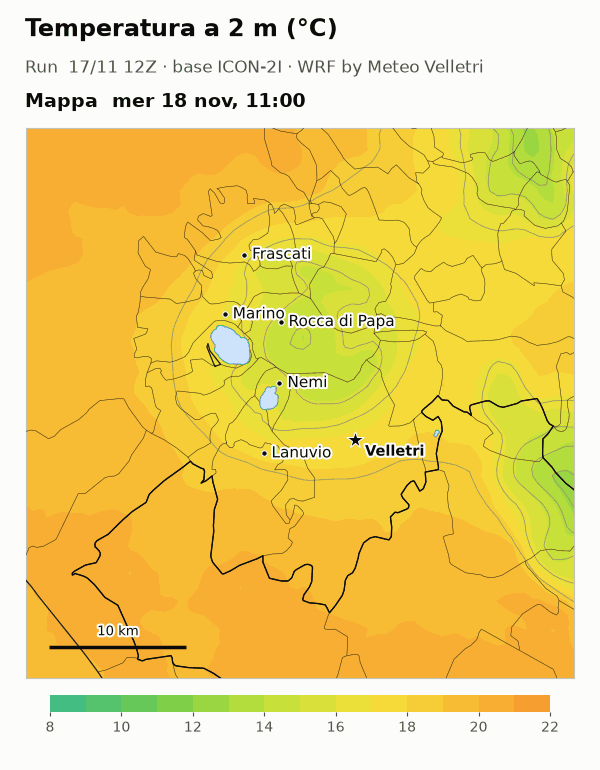 Temperatura a 2 m (°C)
Run  17/11 12Z · base ICON-2I · WRF by Meteo Velletri
Mappa  mer 18 nov, 11:00
Frascati
Marino
Rocca di Papa
Nemi
Velletri
Lanuvio
10 km
8 10 12 14 16 18 20 22